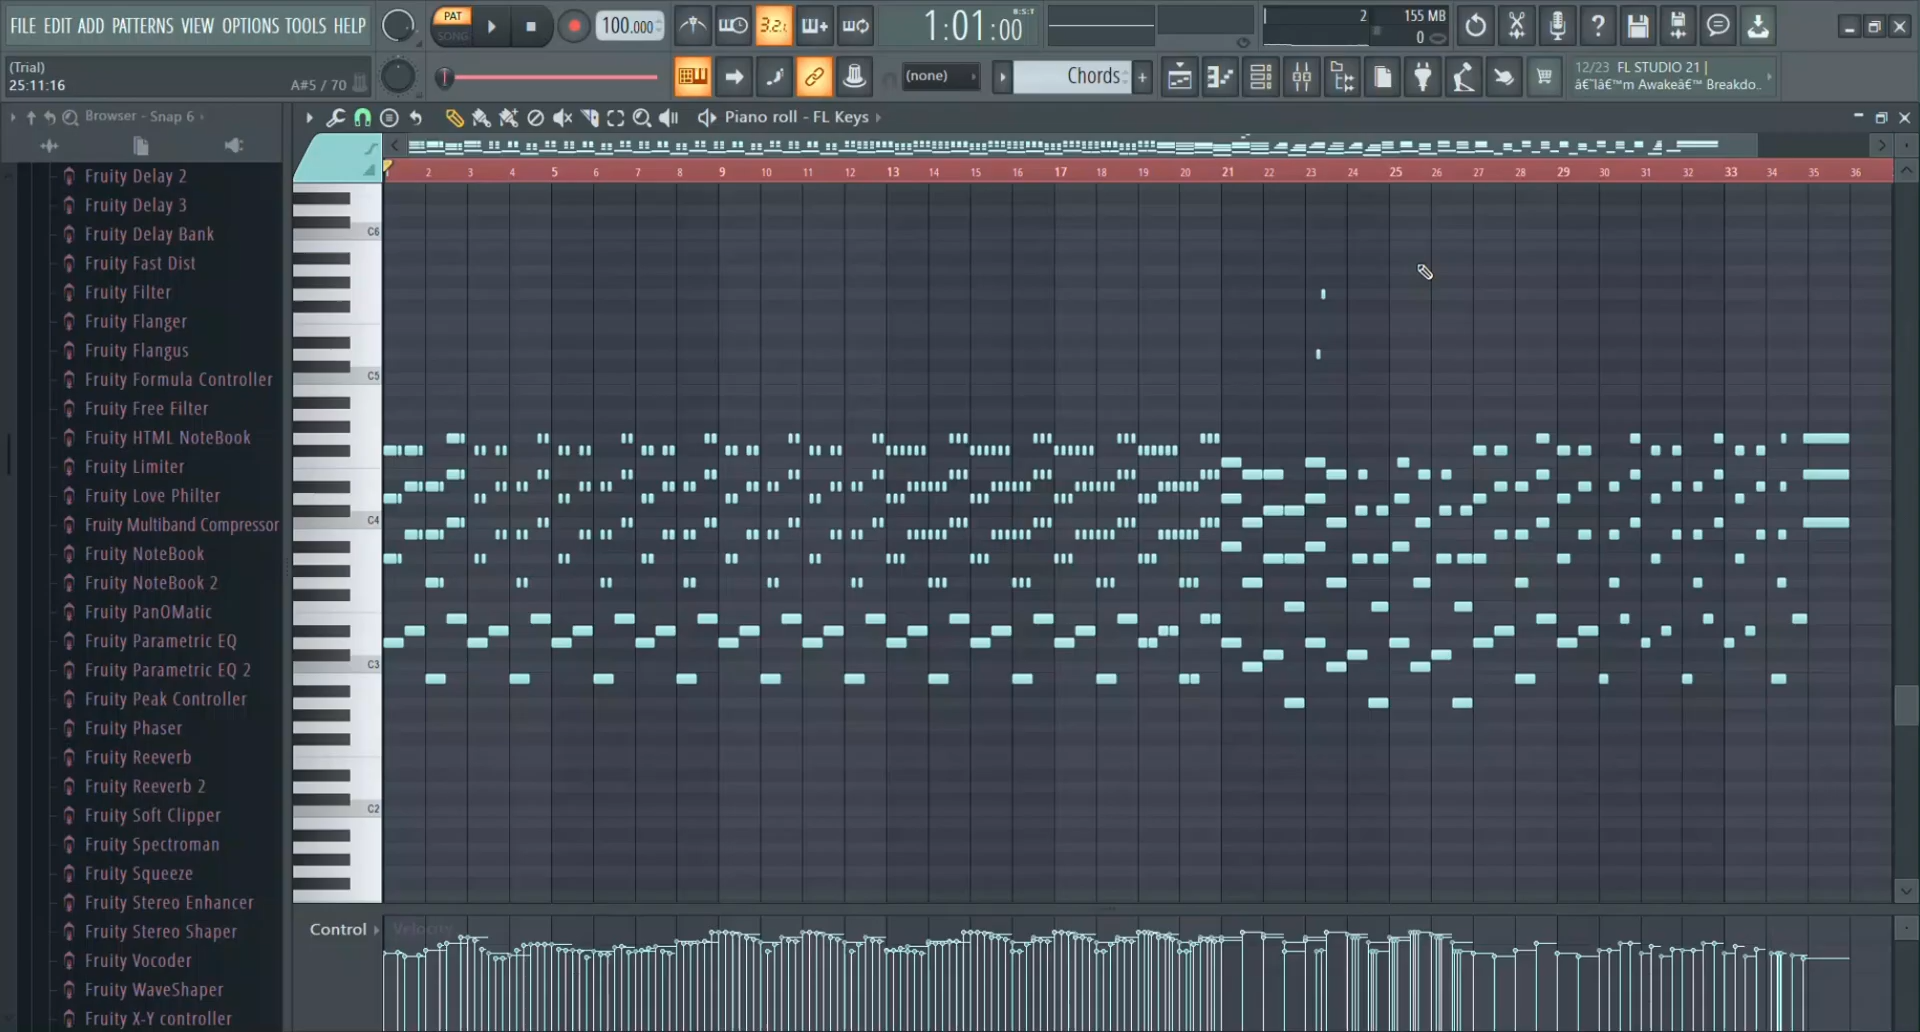 FILE EDIT ADD PATTERNS VIEW OPTIONS TOOLS HELP
PAT
SONG
100.000
3.2.
1:01:00
B:S:T
2
155 MB
0
(Trial)
25:11:16
A#5 / 70
(none)
Chords
12/23 FL STUDIO 21 |
â€˜Iâ€™m Awakeâ€™ Breakdo..
Browser - Snap 6
Piano roll - FL Keys
Fruity Delay 2
Fruity Delay 3
Fruity Delay Bank
Fruity Fast Dist
Fruity Filter
Fruity Flanger
Fruity Flangus
Fruity Formula Controller
Fruity Free Filter
Fruity HTML NoteBook
Fruity Limiter
Fruity Love Philter
Fruity Multiband Compressor
Fruity NoteBook
Fruity NoteBook 2
Fruity PanOMatic
Fruity Parametric EQ
Fruity Parametric EQ 2
Fruity Peak Controller
Fruity Phaser
Fruity Reeverb
Fruity Reeverb 2
Fruity Soft Clipper
Fruity Spectroman
Fruity Squeeze
Fruity Stereo Enhancer
Fruity Stereo Shaper
Fruity Vocoder
Fruity WaveShaper
Fruity X-Y controller
2 3 4 5 6 7 8 9 10 11 12 13 14 15 16 17 18 19 20 21 22 23 24 25 26 27 28 29 30 31 32 33 34 35 36
C6
C5
C4
C3
C2
Control
Velocity